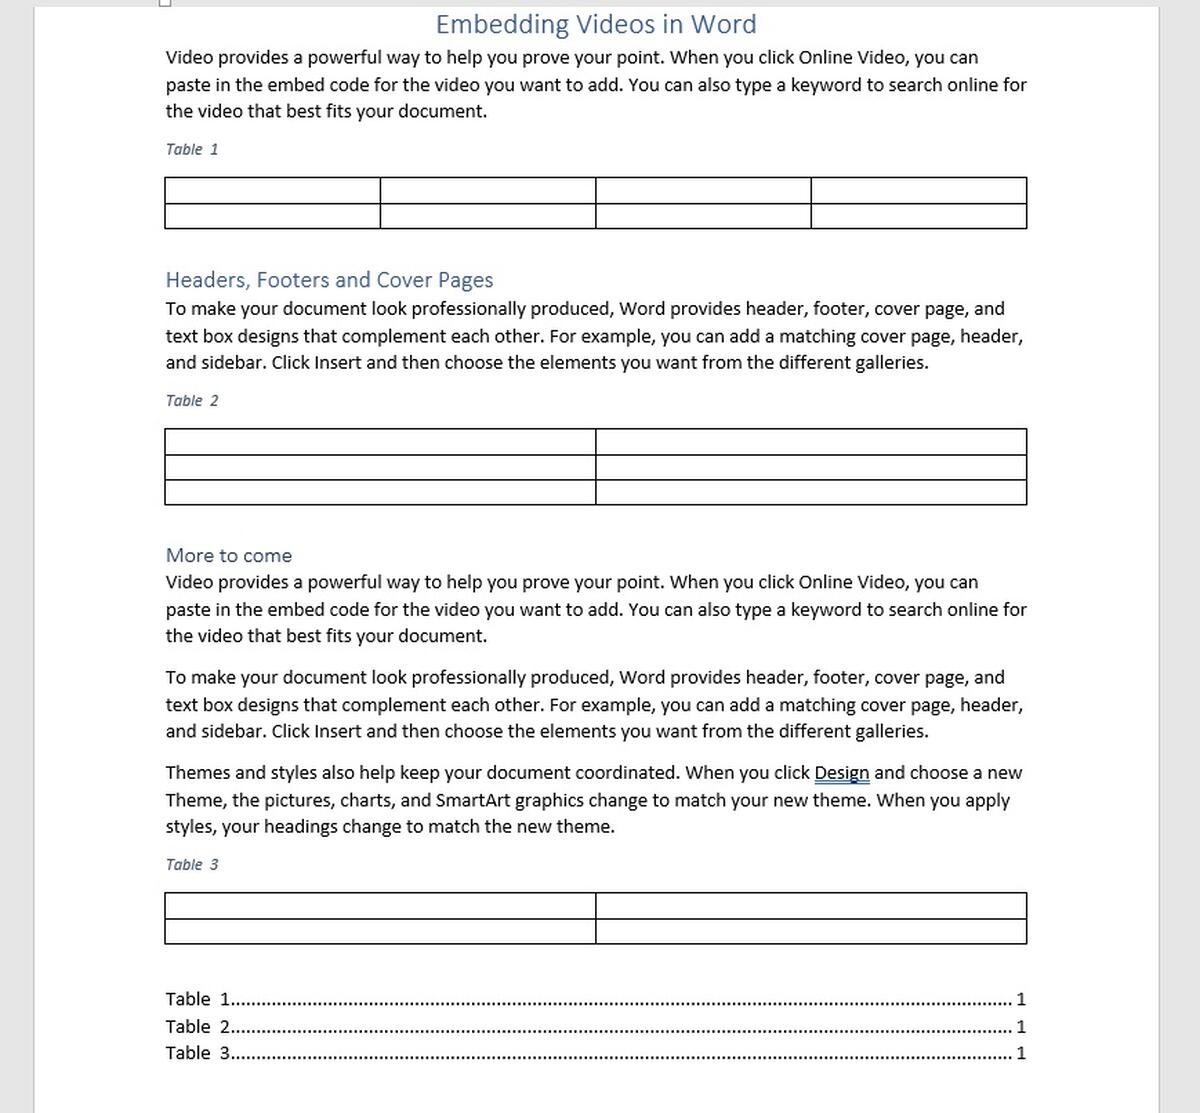 Embedding Videos in Word
Video provides a powerful way to help you prove your point. When you click Online Video, you can
paste in the embed code for the video you want to add. You can also type a keyword to search online for
the video that best fits your document.
Table 1
Headers, Footers and Cover Pages
To make your document look professionally produced, Word provides header, footer, cover page, and
text box designs that complement each other. For example, you can add a matching cover page, header,
and sidebar. Click Insert and then choose the elements you want from the different galleries.
Table 2
More to come
Video provides a powerful way to help you prove your point. When you click Online Video, you can
paste in the embed code for the video you want to add. You can also type a keyword to search online for
the video that best fits your document.
To make your document look professionally produced, Word provides header, footer, cover page, and
text box designs that complement each other. For example, you can add a matching cover page, header,
and sidebar. Click Insert and then choose the elements you want from the different galleries.
Themes and styles also help keep your document coordinated. When you click Design and choose a new
Theme, the pictures, charts, and SmartArt graphics change to match your new theme. When you apply
styles, your headings change to match the new theme.
Table 3
Table 1.......... 1
Table 2.......... 1
Table 3.......... 1